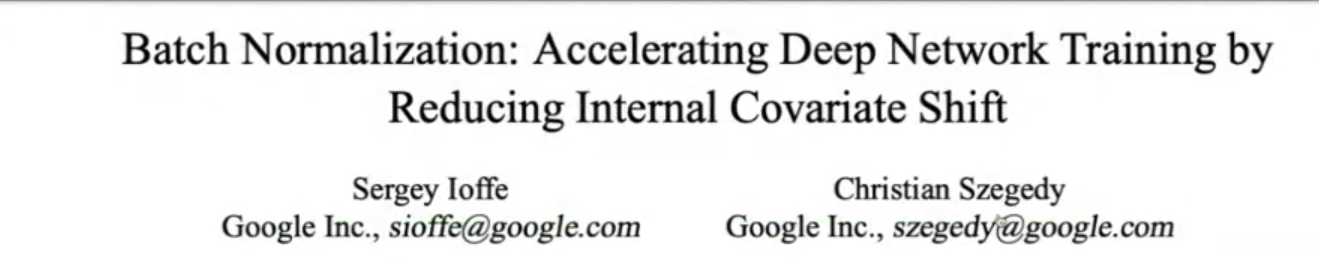 Batch Normalization: Accelerating Deep Network Training by
Reducing Internal Covariate Shift
Sergey Ioffe
Google Inc., sioffe@google.com
Christian Szegedy
Google Inc., szegedy@google.com